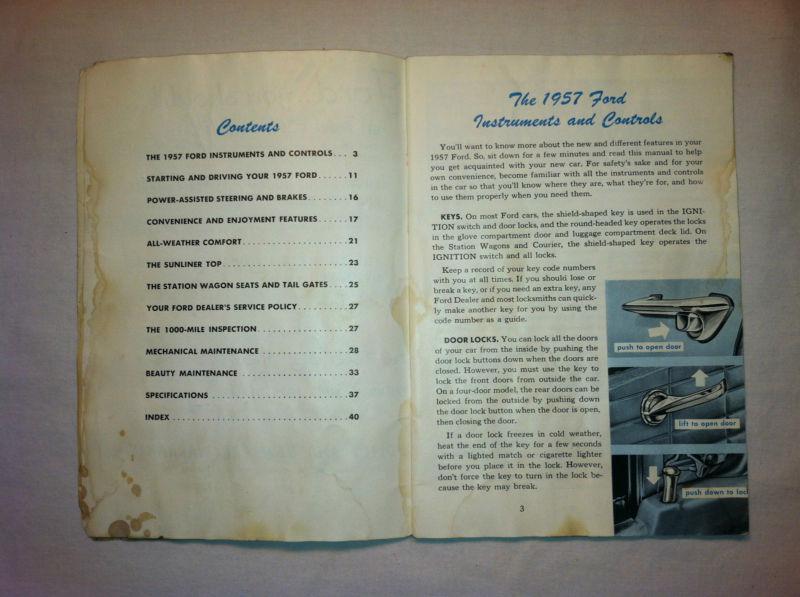 Contents
THE 1957 FORD INSTRUMENTS AND CONTROLS . . . 3
STARTING AND DRIVING YOUR 1957 FORD . . . . . . 11
POWER-ASSISTED STEERING AND BRAKES . . . . . . . . 16
CONVENIENCE AND ENJOYMENT FEATURES . . . . . . 17
ALL-WEATHER COMFORT . . . . . . . . . . . . . . . . . . . . . 21
THE SUNLINER TOP . . . . . . . . . . . . . . . . . . . . . . . . . 23
THE STATION WAGON SEATS AND TAIL GATES . . . . 25
YOUR FORD DEALER'S SERVICE POLICY . . . . . . . . . . 27
THE 1000-MILE INSPECTION . . . . . . . . . . . . . . . . . . 27
MECHANICAL MAINTENANCE . . . . . . . . . . . . . . . . . 28
BEAUTY MAINTENANCE . . . . . . . . . . . . . . . . . . . . . 33
SPECIFICATIONS . . . . . . . . . . . . . . . . . . . . . . . . . . . 37
INDEX . . . . . . . . . . . . . . . . . . . . . . . . . . . . . . . . . . . 40
The 1957 Ford
Instruments and Controls
You'll want to know more about the new and different features in your
1957 Ford. So, sit down for a few minutes and read this manual to help
you get acquainted with your new car. For safety's sake and for your
own convenience, become familiar with all the instruments and controls
in the car so that you'll know where they are, what they're for, and how
to use them properly when you need them.
KEYS. On most Ford cars, the shield-shaped key is used in the IGNI-
TION switch and door locks, and the round-headed key operates the locks
in the glove compartment door and luggage compartment deck lid. On
the Station Wagons and Courier, the shield-shaped key operates the
IGNITION switch and all locks.
Keep a record of your key code numbers
with you at all times. If you should lose or
break a key, or if you need an extra key, any
Ford Dealer and most locksmiths can quick-
ly make another key for you by using the
code number as a guide.
DOOR LOCKS. You can lock all the doors
of your car from the inside by pushing the
door lock buttons down when the doors are
closed. However, you must use the key to
lock the front doors from outside the car.
On a four-door model, the rear doors can be
locked from the outside by pushing down
the door lock button when the door is open,
then closing the door.
If a door lock freezes in cold weather,
heat the end of the key for a few seconds
with a lighted match or cigarette lighter
before you place it in the lock. However,
don't force the key to turn in the lock be-
cause the key may break.
push to open door
lift to open door
push down to loc
3